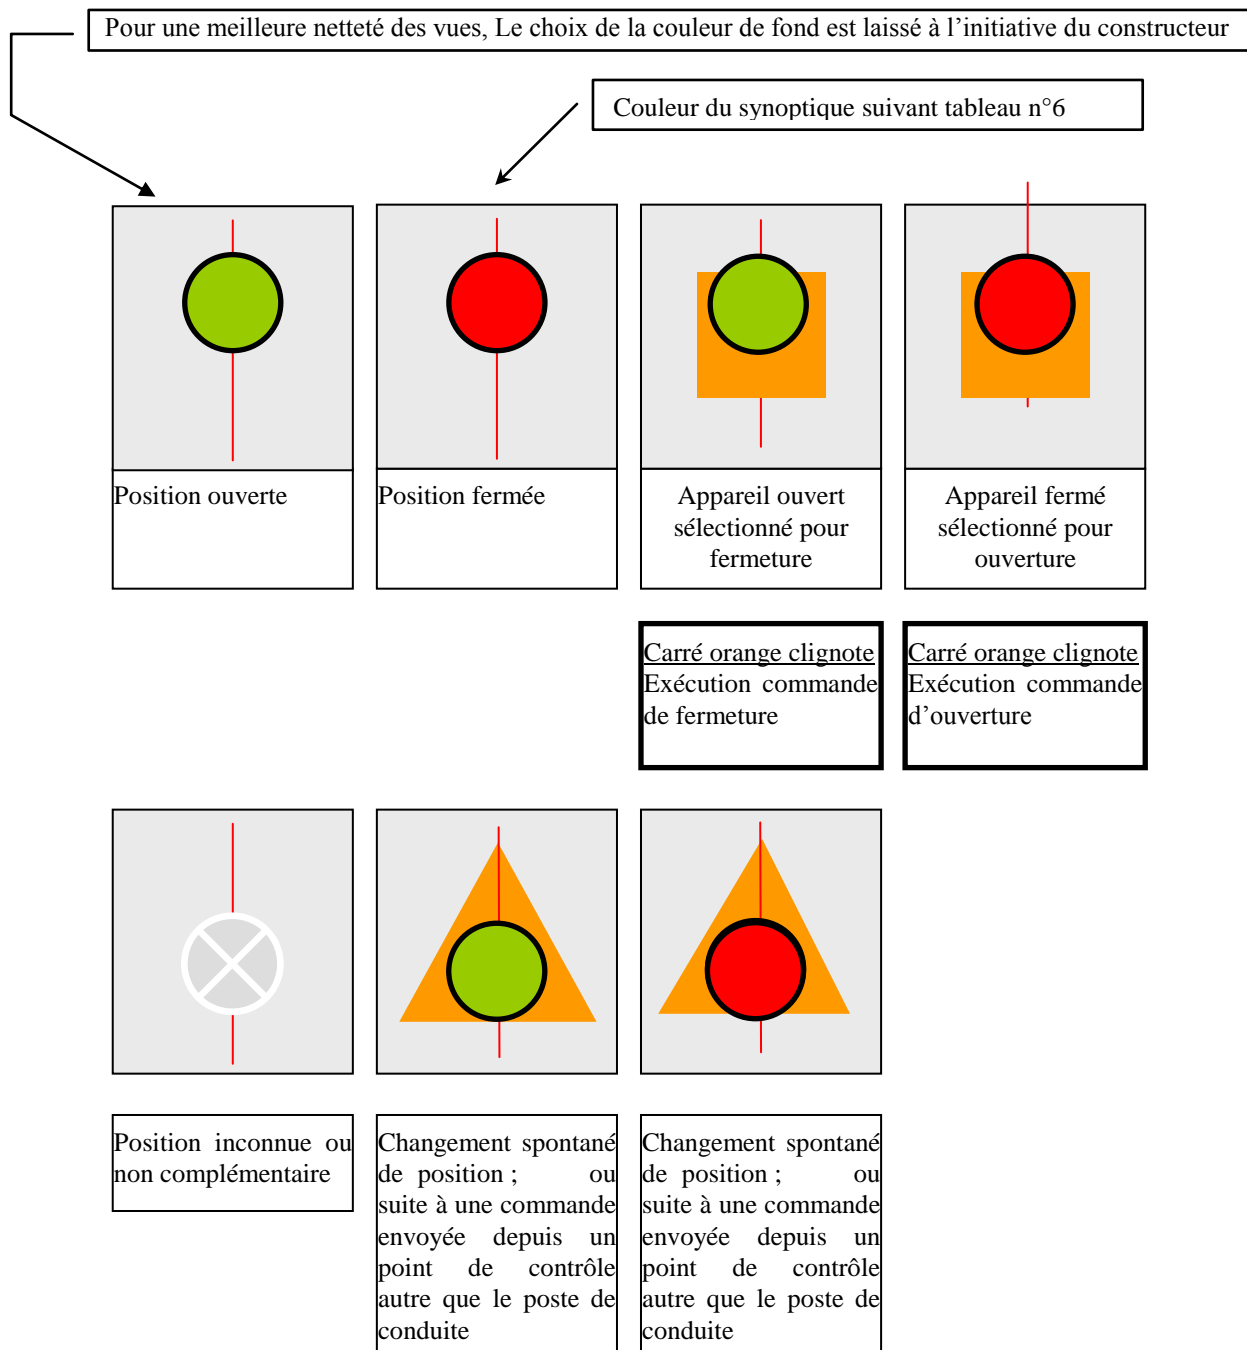 Pour une meilleure netteté des vues, Le choix de la couleur de fond est laissé à l’initiative du constructeur
Couleur du synoptique suivant tableau n°6
Position ouverte
Position fermée
Appareil ouvert
sélectionné pour
fermeture
Appareil fermé
sélectionné pour
ouverture
Carré orange clignote
Exécution commande
de fermeture
Carré orange clignote
Exécution commande
d’ouverture
Position inconnue ou
non complémentaire
Changement spontané
de position ; ou
suite à une commande
envoyée depuis un
point de contrôle
autre que le poste de
conduite
Changement spontané
de position ; ou
suite à une commande
envoyée depuis un
point de contrôle
autre que le poste de
conduite